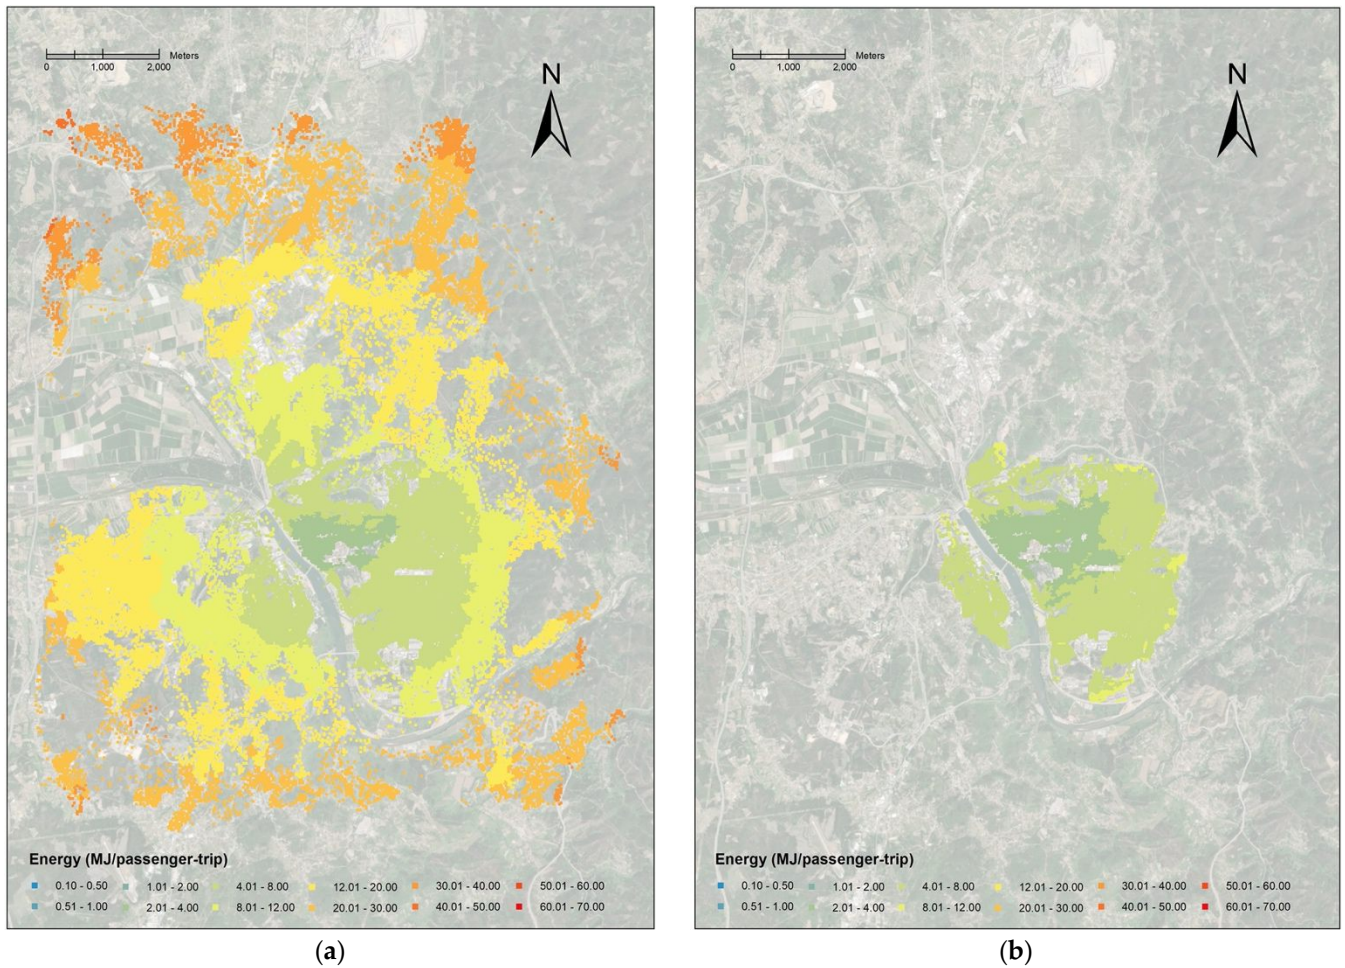 Meters
0 1,000 2,000
N
Energy (MJ/passenger-trip)
0.10 - 0.50 1.01 - 2.00 4.01 - 8.00 12.01 - 20.00 30.01 - 40.00 50.01 - 60.00
0.51 - 1.00 2.01 - 4.00 8.01 - 12.00 20.01 - 30.00 40.01 - 50.00 60.01 - 70.00
(a)
Meters
0 1,000 2,000
N
Energy (MJ/passenger-trip)
0.10 - 0.50 1.01 - 2.00 4.01 - 8.00 12.01 - 20.00 30.01 - 40.00 50.01 - 60.00
0.51 - 1.00 2.01 - 4.00 8.01 - 12.00 20.01 - 30.00 40.01 - 50.00 60.01 - 70.00
(b)